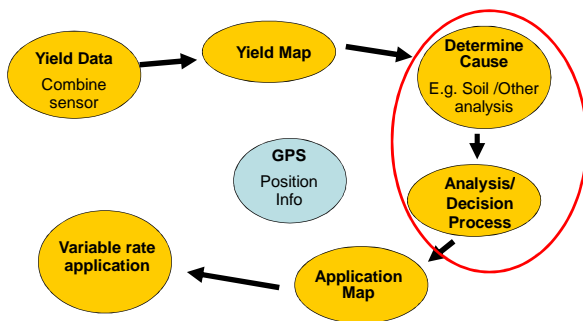 Yield Data
Combine
sensor
Yield Map
Determine
Cause
E.g. Soil /Other
analysis
GPS
Position
Info
Analysis/
Decision
Process
Application
Map
Variable rate
application